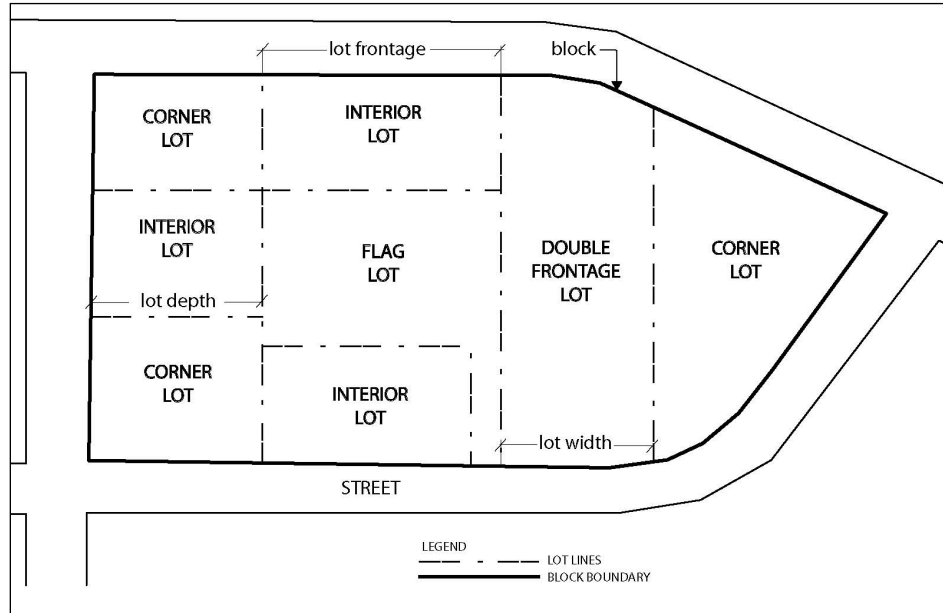 lot frontage
block
CORNER
LOT
INTERIOR
LOT
INTERIOR
LOT
FLAG
LOT
DOUBLE
FRONTAGE
LOT
CORNER
LOT
lot depth
CORNER
LOT
INTERIOR
LOT
lot width
STREET
LEGEND
LOT LINES
BLOCK BOUNDARY